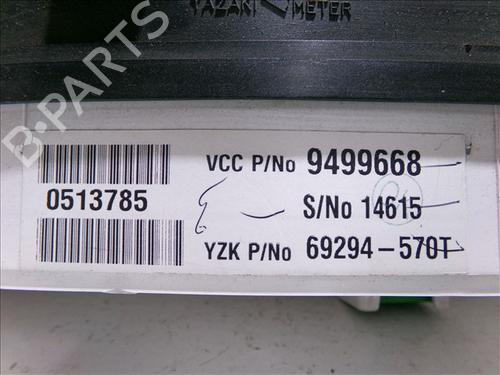 YAZAKI METER
B-PARTS
VCC P/No 9499668
0513785
S/No 14615
YZK P/No 69294-570T